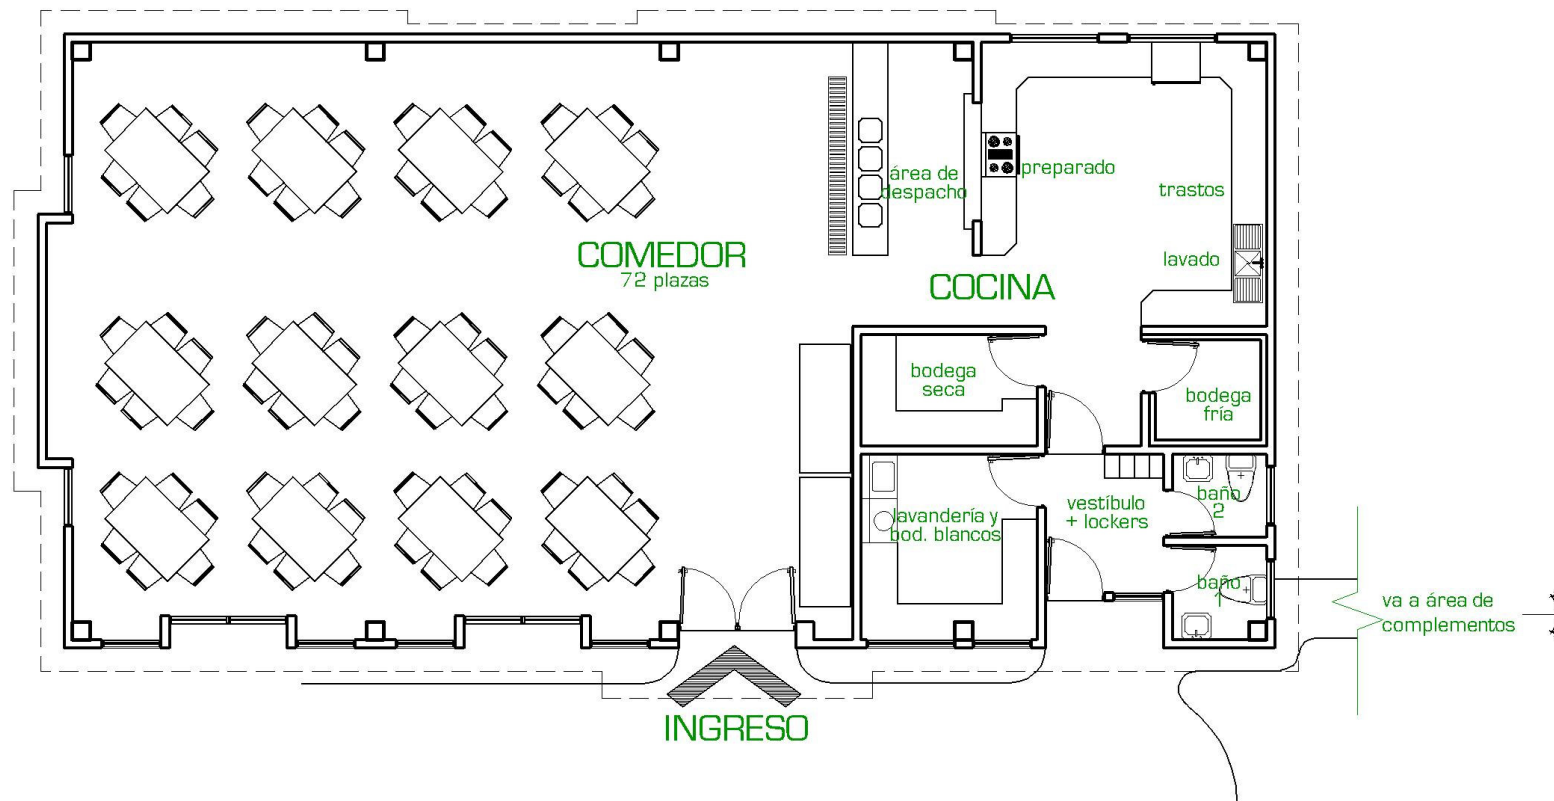 área de
despacho
preparado
trastos
COMEDOR
72 plazas
lavado
COCINA
bodega
seca
bodega
fría
lavandería y
bod. blancos
vestíbulo
+ lockers
baño
2
baño
1
va a área de
complementos
INGRESO